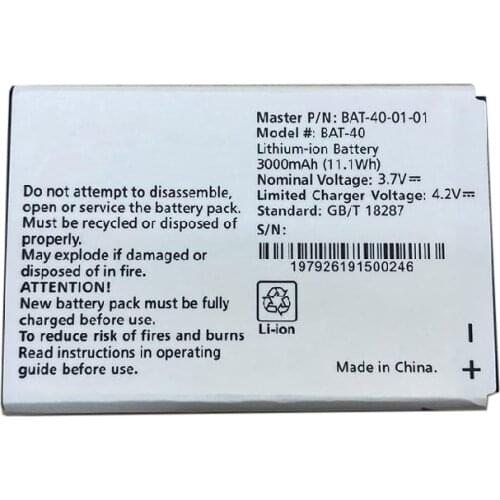 Master P/N: BAT-40-01-01
Model #: BAT-40
Lithium-ion Battery
3000mAh (11.1Wh)
Nominal Voltage: 3.7V⎓
Limited Charger Voltage: 4.2V⎓
Standard: GB/T 18287
S/N:
197926191500246
Do not attempt to disassemble,
open or service the battery pack.
Must be recycled or disposed of
properly.
May explode if damaged or
disposed of in fire.
ATTENTION!
New battery pack must be fully
charged before use.
To reduce risk of fires and burns
Read instructions in operating
guide before use.
Li-ion
Made in China.
–
+